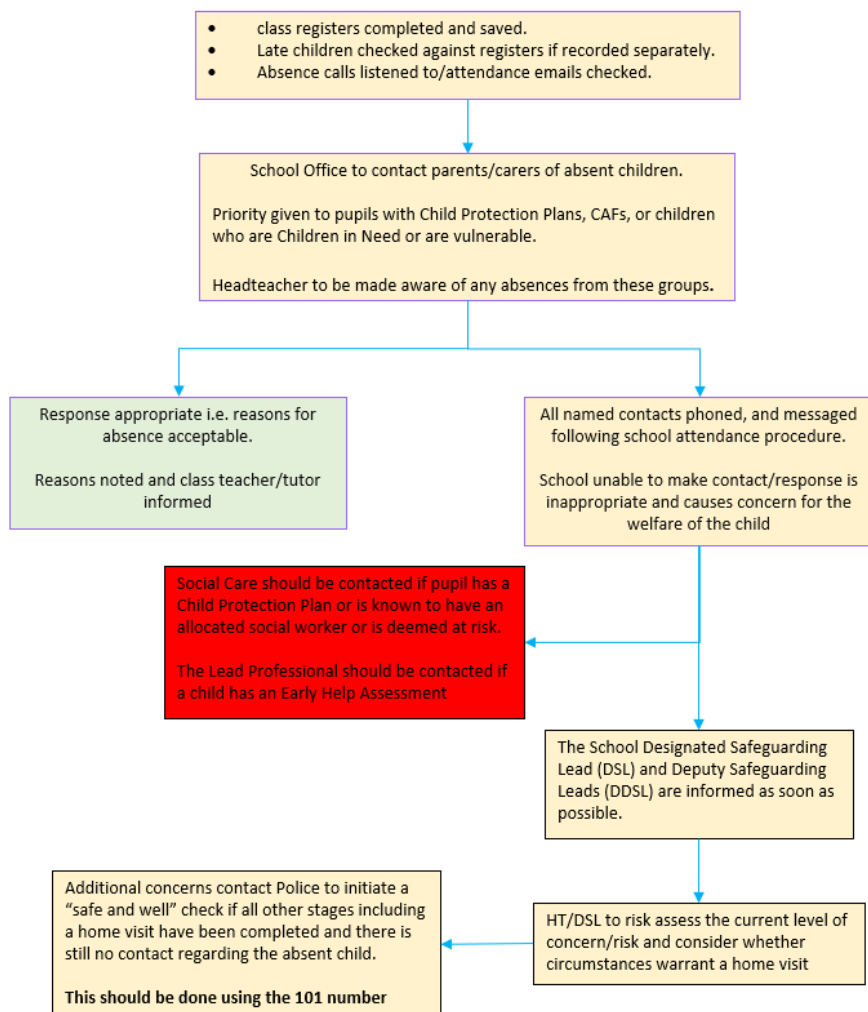 • class registers completed and saved.
• Late children checked against registers if recorded separately.
• Absence calls listened to/attendance emails checked.
School Office to contact parents/carers of absent children.
Priority given to pupils with Child Protection Plans, CAFs, or children
who are Children in Need or are vulnerable.
Headteacher to be made aware of any absences from these groups.
Response appropriate i.e. reasons for
absence acceptable.
Reasons noted and class teacher/tutor
informed
All named contacts phoned, and messaged
following school attendance procedure.
School unable to make contact/response is
inappropriate and causes concern for the
welfare of the child
Social Care should be contacted if pupil has a
Child Protection Plan or is known to have an
allocated social worker or is deemed at risk.
The Lead Professional should be contacted if
a child has an Early Help Assessment
The School Designated Safeguarding
Lead (DSL) and Deputy Safeguarding
Leads (DDSL) are informed as soon as
possible.
HT/DSL to risk assess the current level of
concern/risk and consider whether
circumstances warrant a home visit
Additional concerns contact Police to initiate a
“safe and well” check if all other stages including
a home visit have been completed and there is
still no contact regarding the absent child.
This should be done using the 101 number